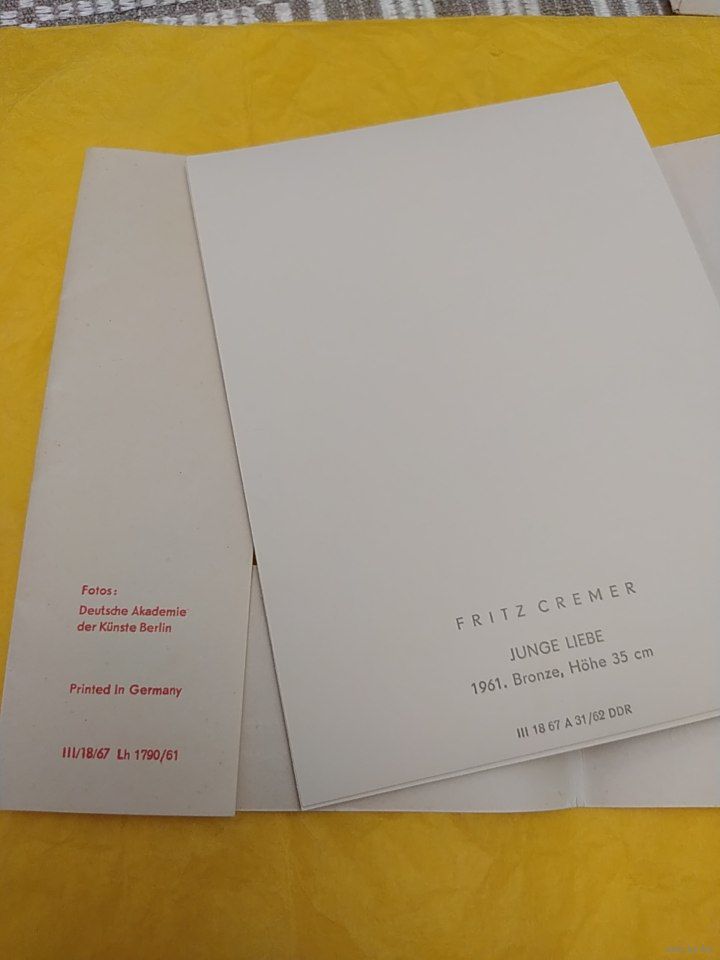 Fotos:
Deutsche Akademie
der Künste Berlin
Printed In Germany
III/18/67 Lh 1790/61
FRITZ CREMER
JUNGE LIEBE
1961. Bronze, Höhe 35 cm
III 18 67 A 31/62 DDR